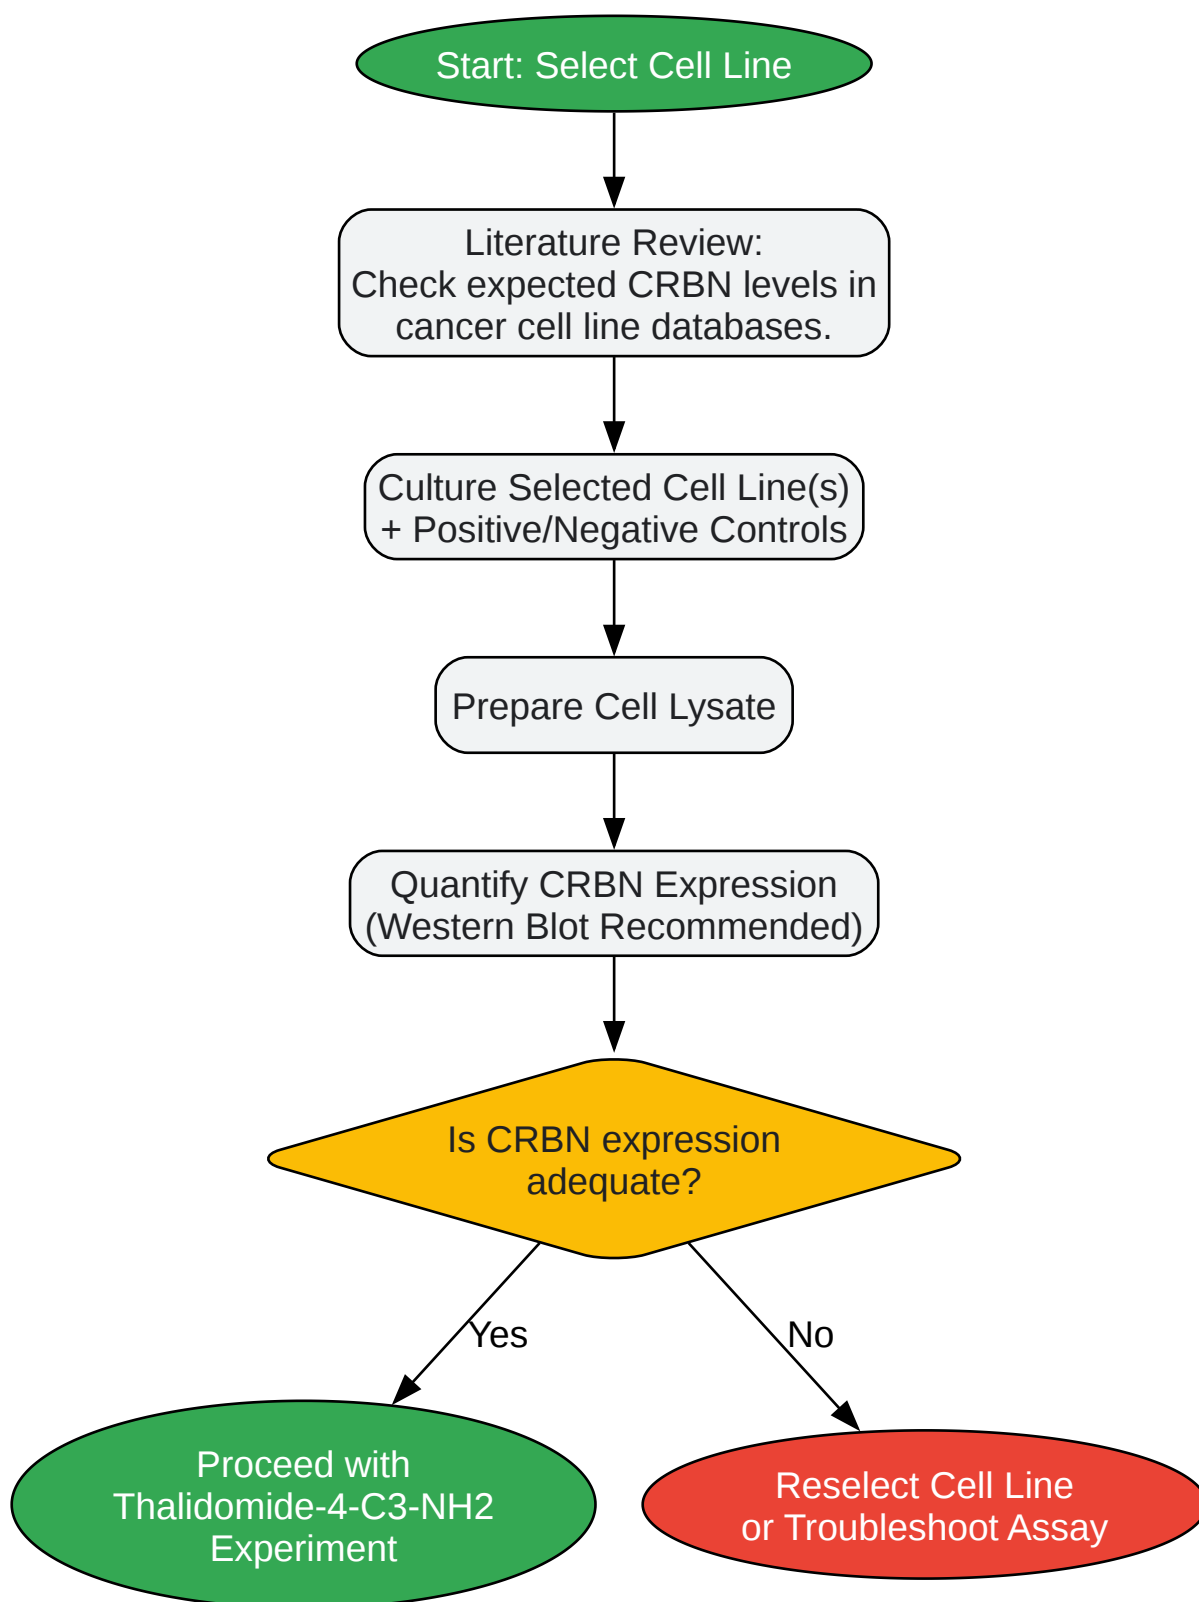 Start: Select Cell Line
Literature Review:
Check expected CRBN levels in
cancer cell line databases.
Culture Selected Cell Line(s)
+ Positive/Negative Controls
Prepare Cell Lysate
Quantify CRBN Expression
(Western Blot Recommended)
Is CRBN expression
adequate?
Yes
No
Proceed with
Thalidomide-4-C3-NH2
Experiment
Reselect Cell Line
or Troubleshoot Assay